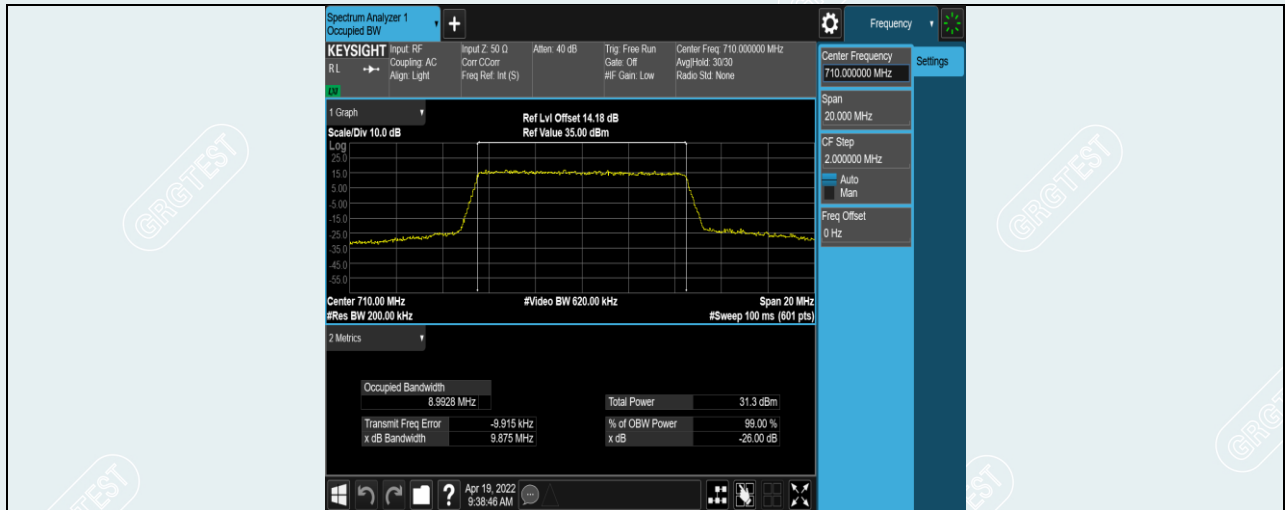 Spectrum Analyzer 1
Occupied BW
+
Frequency
KEYSIGHT Input: RF Input Z: 50 Ω Atten: 40 dB Trig: Free Run Center Freq: 710.000000 MHz
RL Coupling: AC Corr CCorr Gate: Off Avg|Hold: 30/30
Align: Light Freq Ref: Int (S) #IF Gain: Low Radio Std: None
Center Frequency
710.000000 MHz
Settings
Span
20.000 MHz
CF Step
2.000000 MHz
Auto
Man
Freq Offset
0 Hz
1 Graph
Ref Lvl Offset 14.18 dB
Scale/Div 10.0 dB Ref Value 35.00 dBm
Log
25.0
15.0
5.00
-5.00
-15.0
-25.0
-35.0
-45.0
-55.0
Center 710.00 MHz #Video BW 620.00 kHz Span 20 MHz
#Res BW 200.00 kHz #Sweep 100 ms (601 pts)
2 Metrics
Occupied Bandwidth
8.9928 MHz Total Power 31.3 dBm
Transmit Freq Error -9.915 kHz % of OBW Power 99.00 %
x dB Bandwidth 9.875 MHz x dB -26.00 dB
? Apr 19, 2022
9:38:46 AM
GRGTEST
GRGTEST